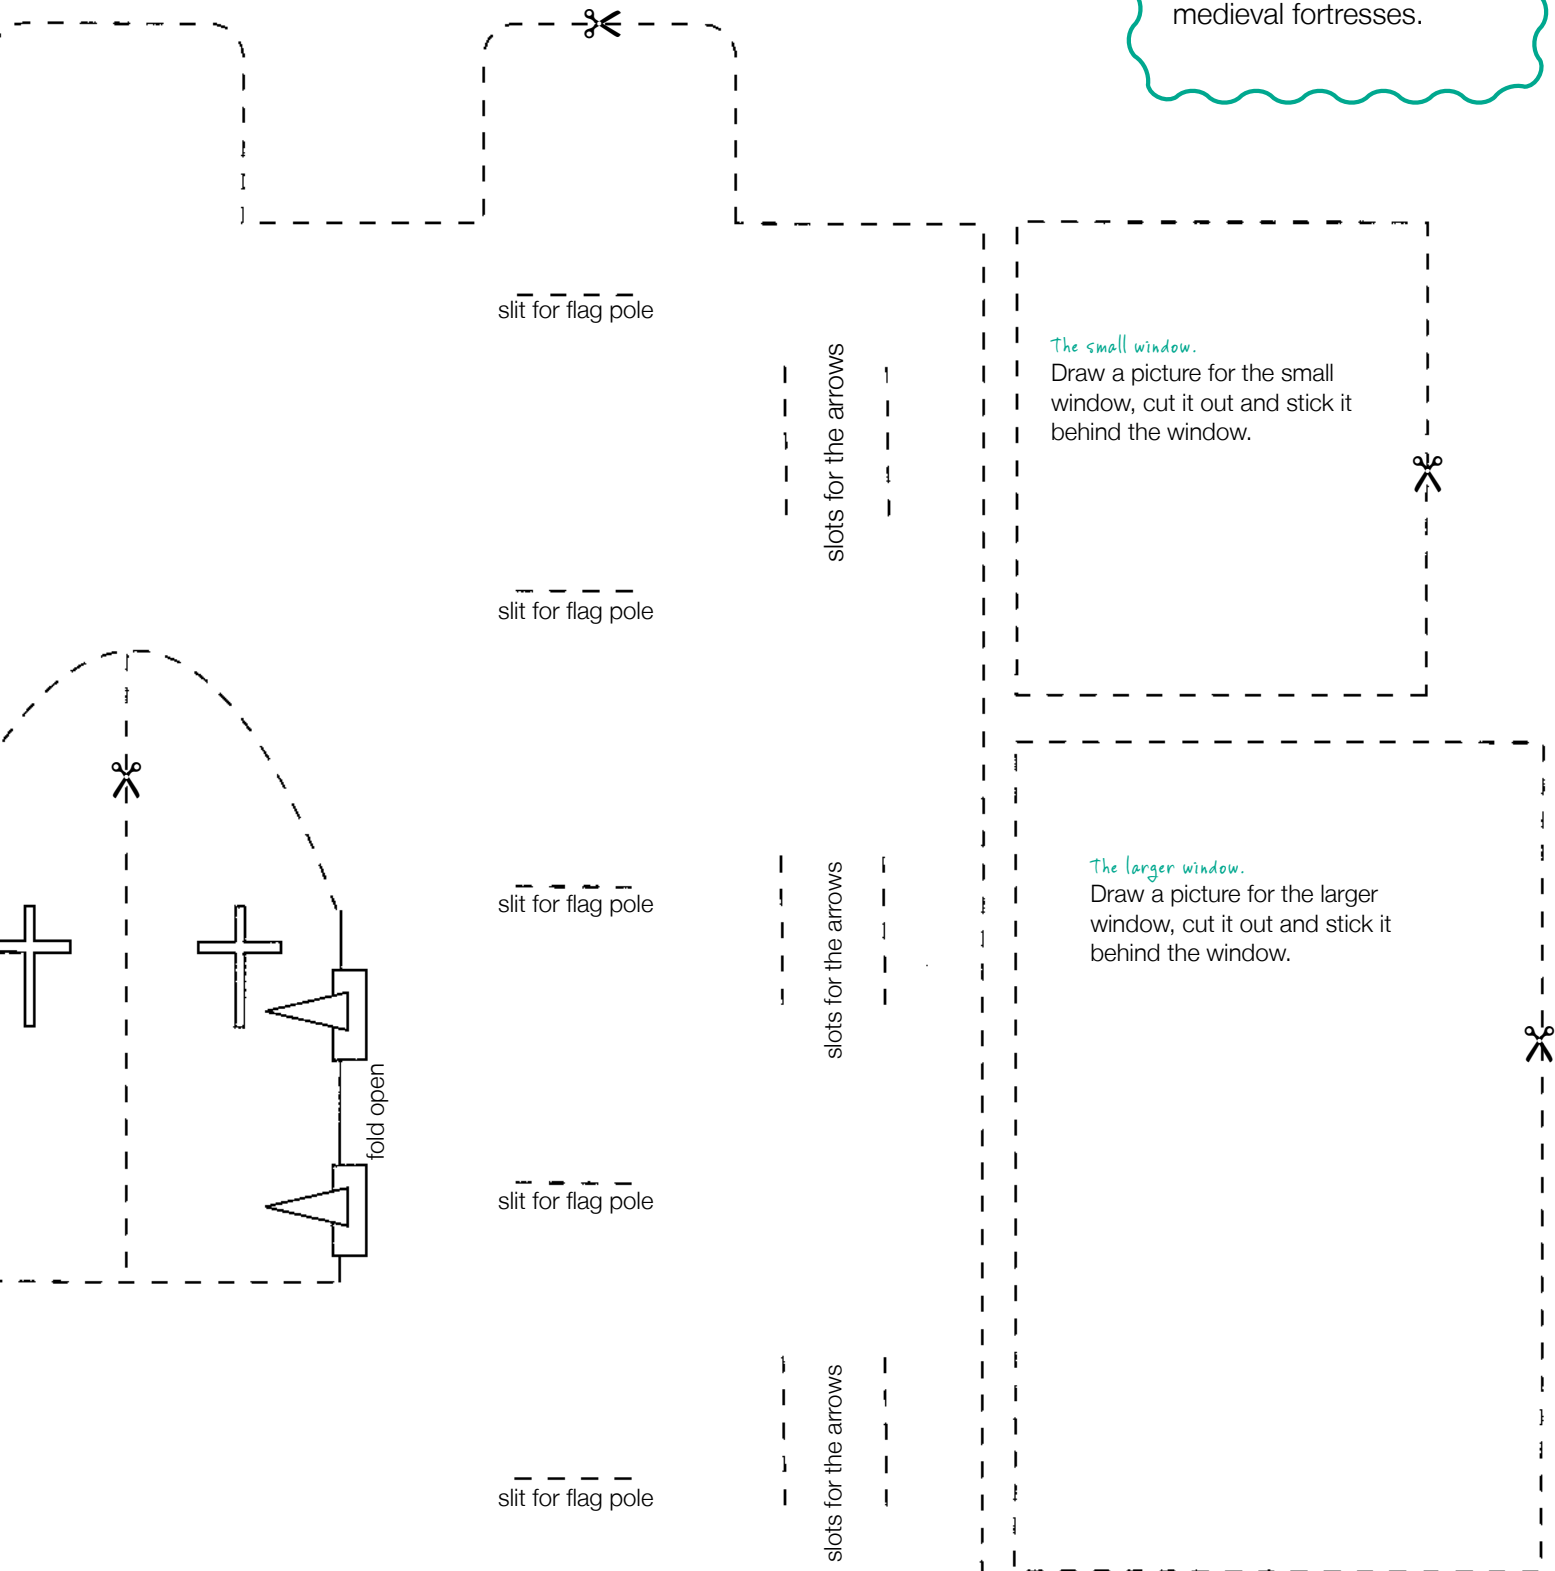 medieval fortresses.
slit for flag pole
slots for the arrows
The small window.
Draw a picture for the small
window, cut it out and stick it
behind the window.
slit for flag pole
The larger window.
Draw a picture for the larger
window, cut it out and stick it
behind the window.
slit for flag pole
slots for the arrows
fold open
slit for flag pole
slots for the arrows
slit for flag pole